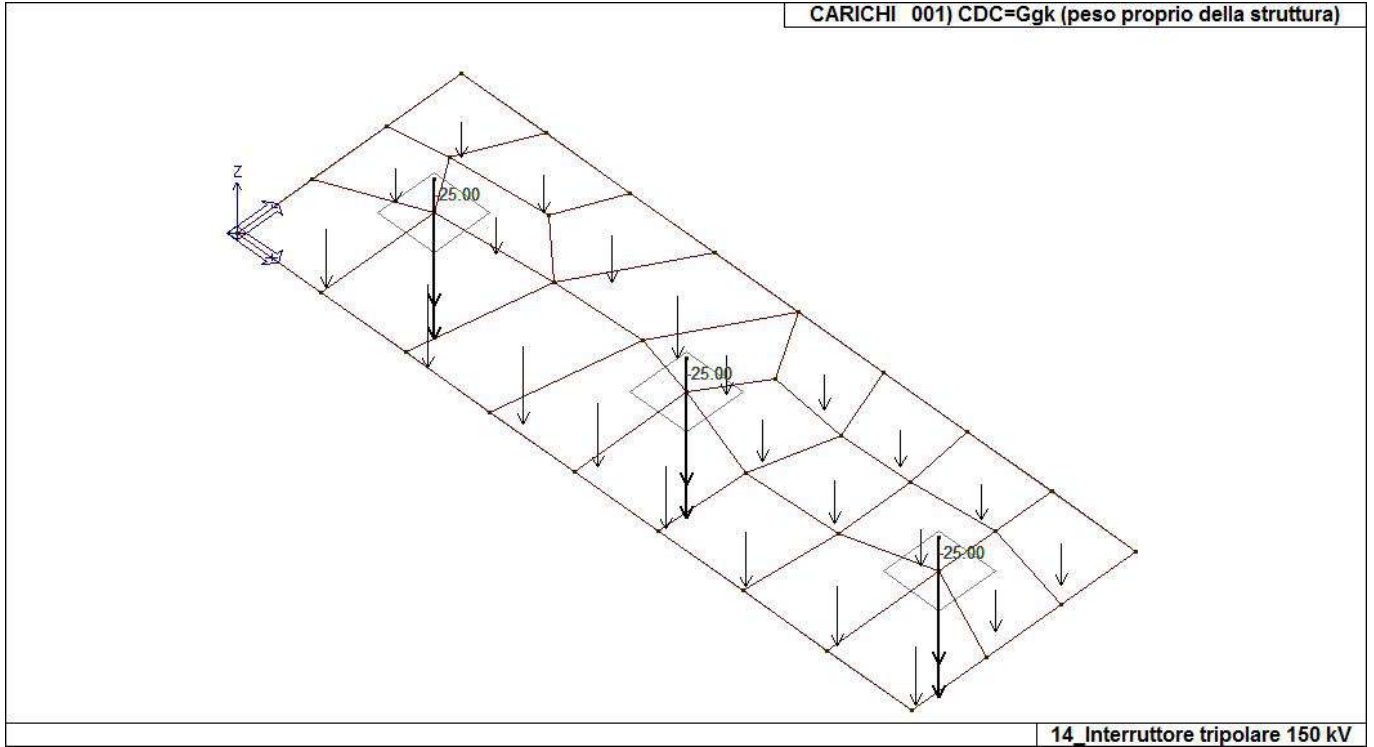 CARICHI 001) CDC=Ggk (peso proprio della struttura)
Z
-25.00
-25.00
-25.00
14_Interruttore tripolare 150 kV